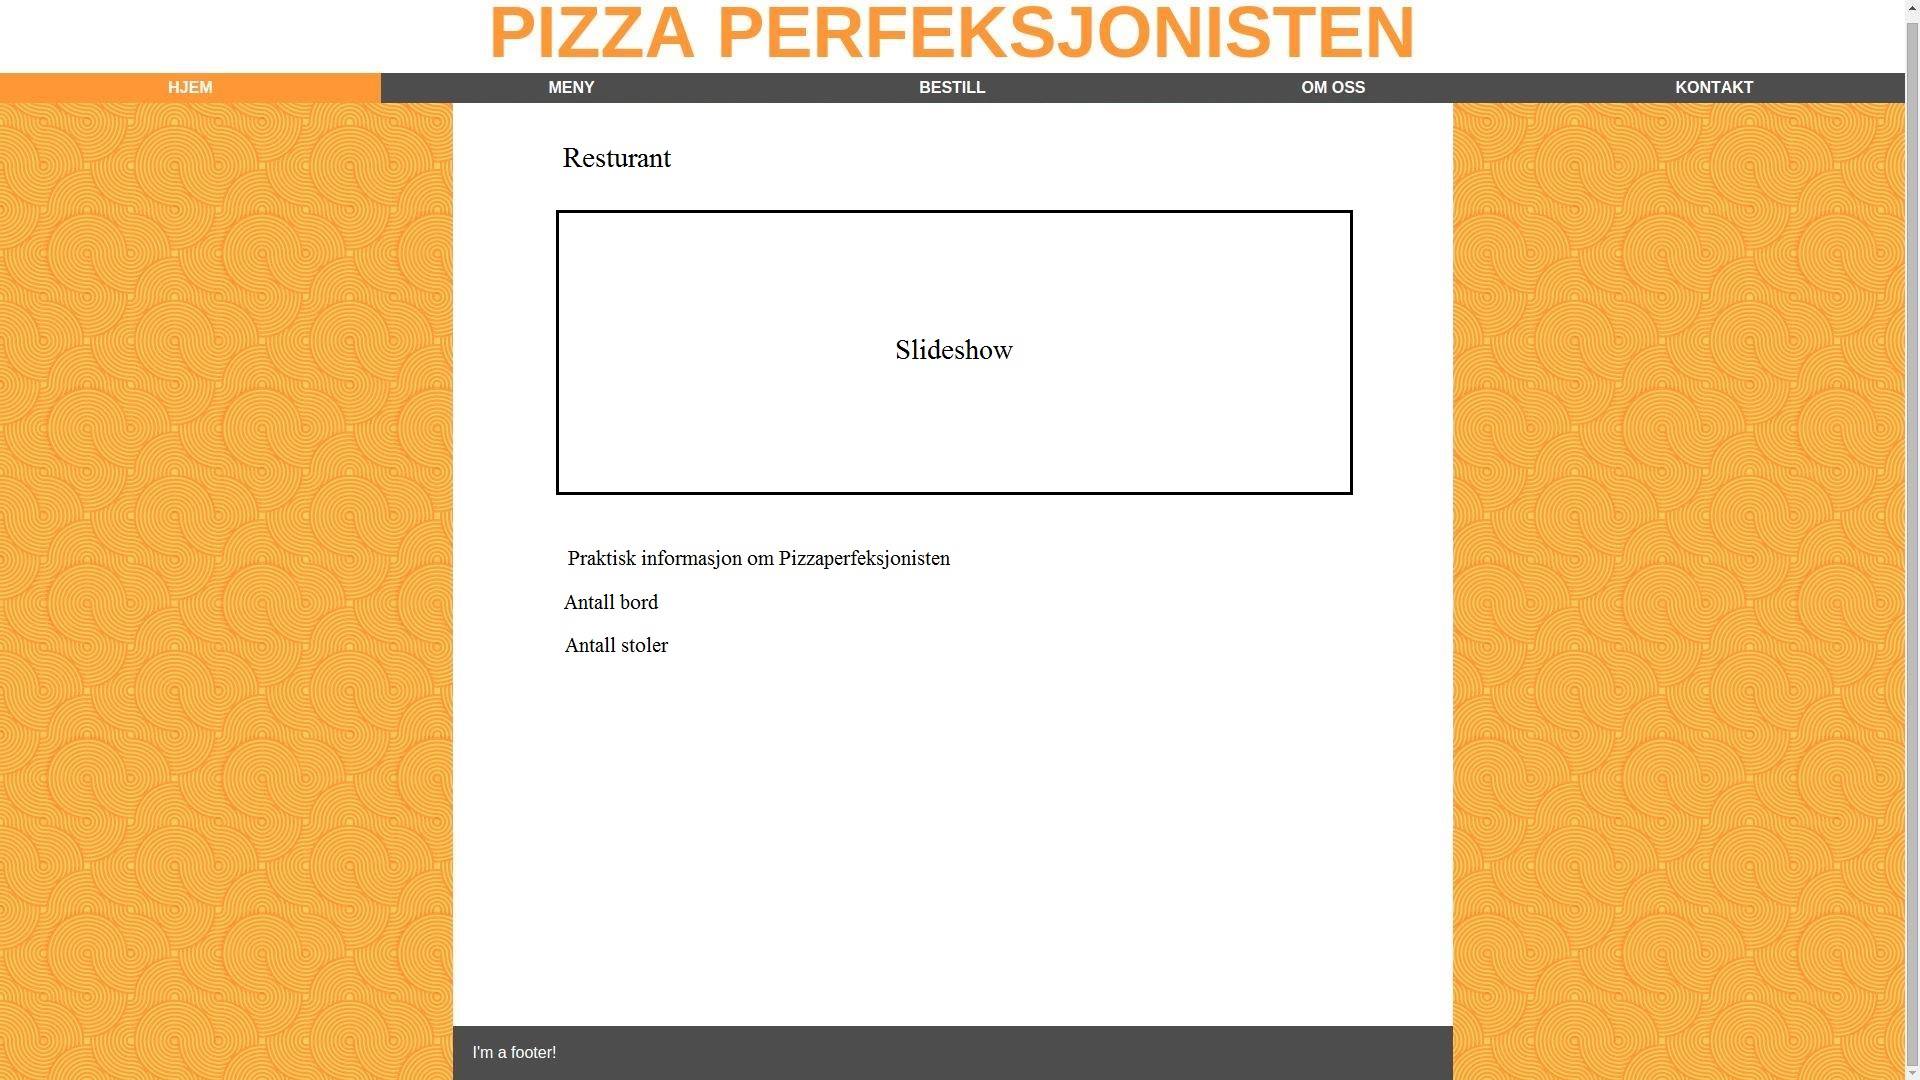 PIZZA PERFEKSJONISTEN
HJEM MENY BESTILL OM OSS KONTAKT
Resturant
Slideshow
Praktisk informasjon om Pizzaperfeksjonisten
Antall bord
Antall stoler
I'm a footer!